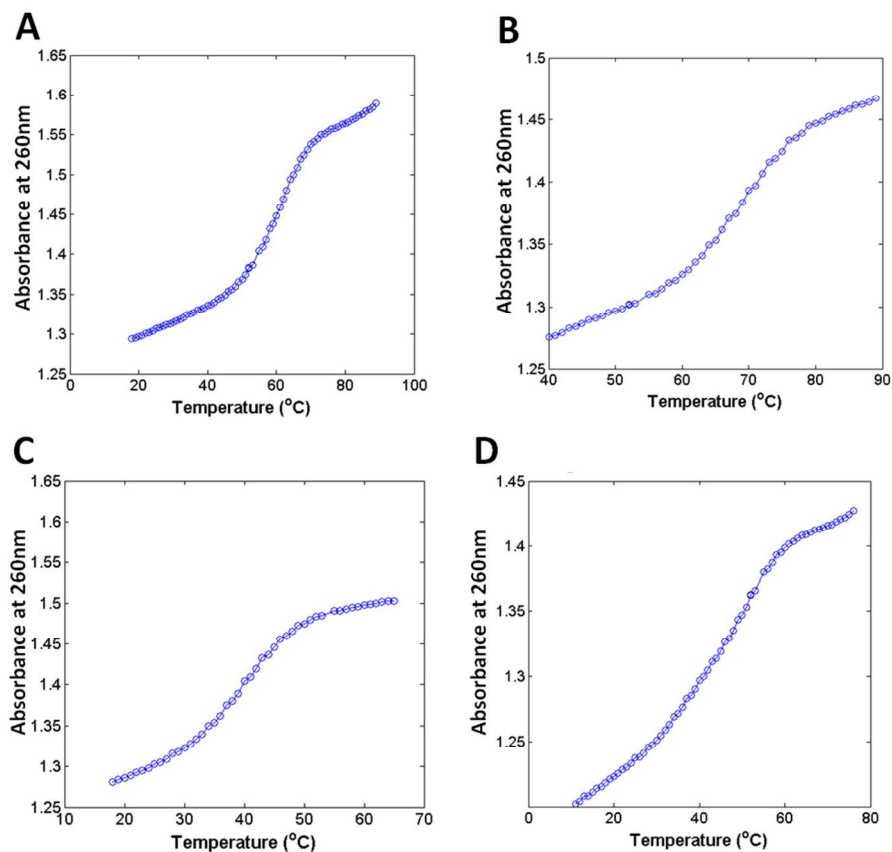 A
1.65
1.6
1.55
1.5
1.45
1.4
1.35
1.3
1.25
0 20 40 60 80 100
Temperature (°C)
Absorbance at 260nm
B
1.5
1.45
1.4
1.35
1.3
1.25
40 50 60 70 80 90
Temperature (°C)
Absorbance at 260nm
C
1.65
1.6
1.55
1.5
1.45
1.4
1.35
1.3
1.25
10 20 30 40 50 60 70
Temperature (°C)
Absorbance at 260nm
D
1.45
1.4
1.35
1.3
1.25
0 20 40 60 80
Temperature (°C)
Absorbance at 260nm